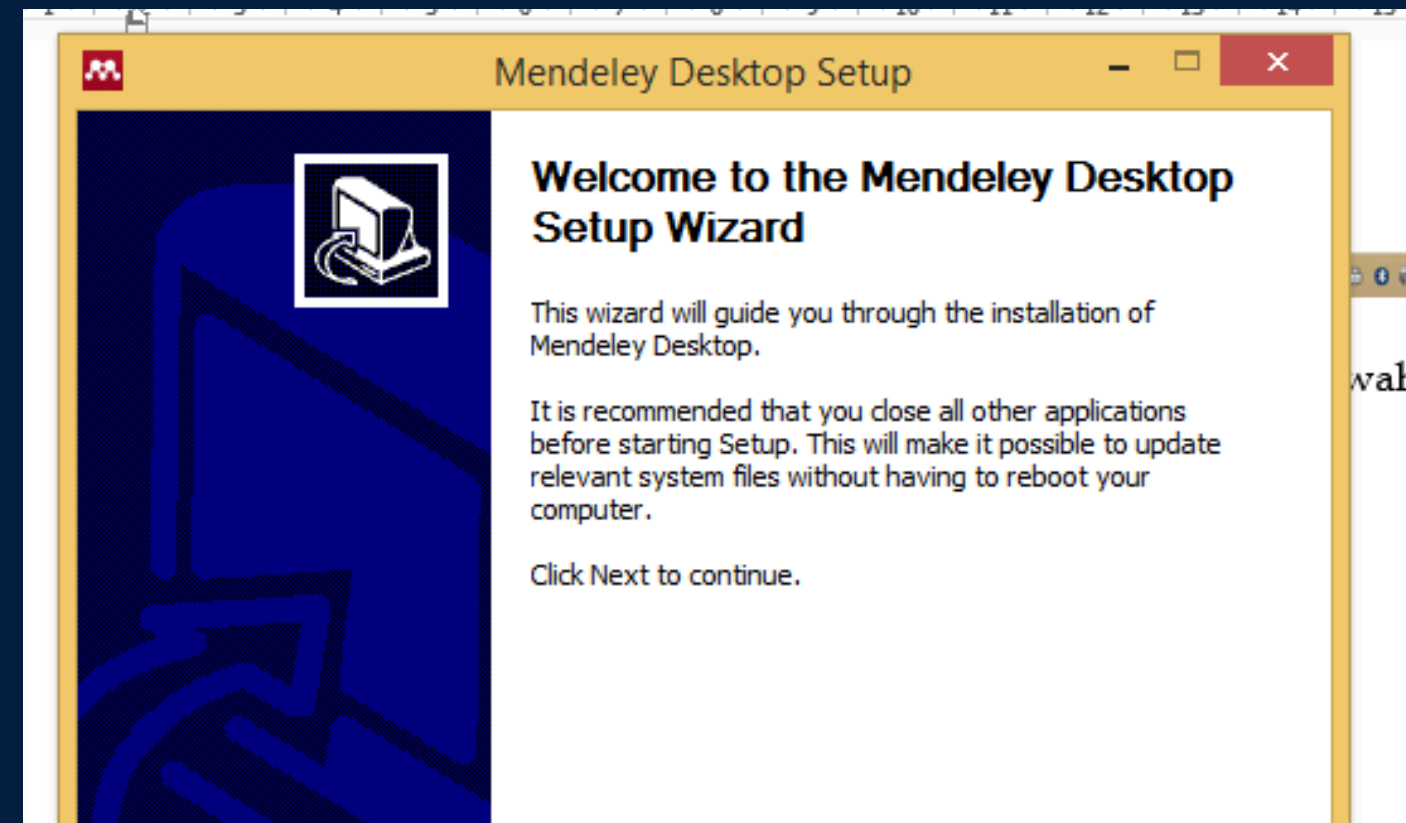 Mendeley Desktop Setup
Welcome to the Mendeley Desktop
Setup Wizard
This wizard will guide you through the installation of
Mendeley Desktop.
It is recommended that you close all other applications
before starting Setup. This will make it possible to update
relevant system files without having to reboot your
computer.
Click Next to continue.